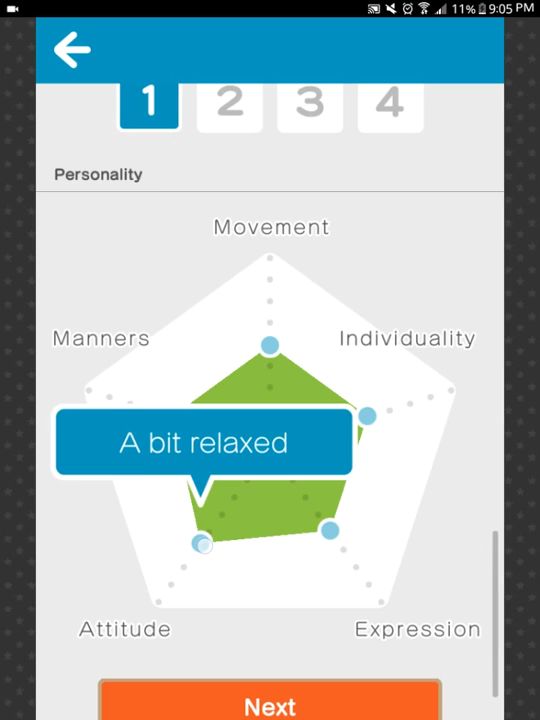 11% 9:05 PM
1 2 3 4
Personality
Movement
Manners Individuality
A bit relaxed
Attitude Expression
Next